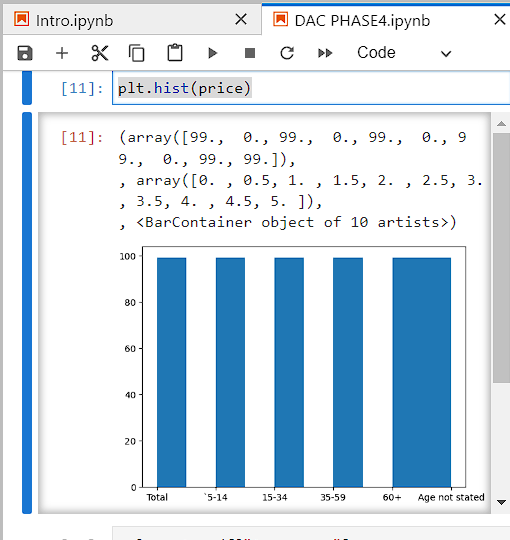 Intro.ipynb
DAC PHASE4.ipynb
Code
[11]: plt.hist(price)
[11]: (array([99., 0., 99., 0., 99., 0., 9
9., 0., 99., 99.]),
, array([0. , 0.5, 1. , 1.5, 2. , 2.5, 3.
, 3.5, 4. , 4.5, 5. ]),
, <BarContainer object of 10 artists>)
100
80
60
40
20
0
Total `5-14 15-34 35-59 60+ Age not stated